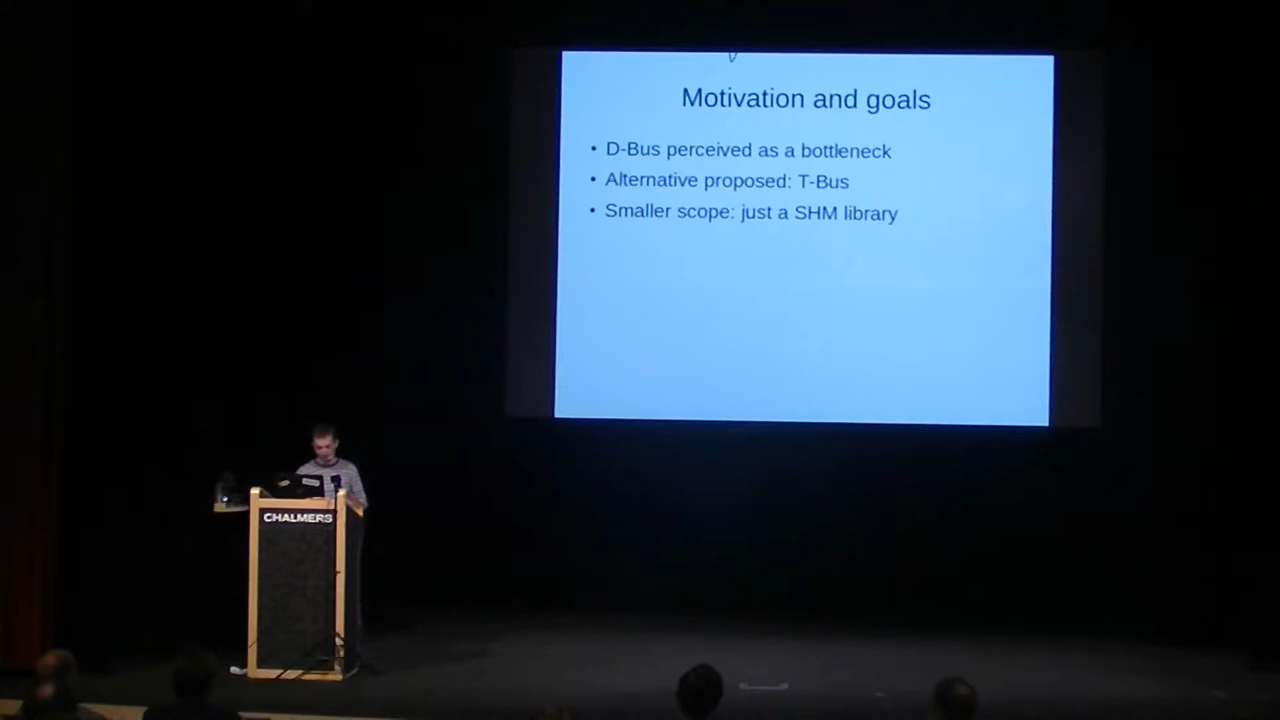 Motivation and goals
• D-Bus perceived as a bottleneck
• Alternative proposed: T-Bus
• Smaller scope: just a SHM library
CHALMERS